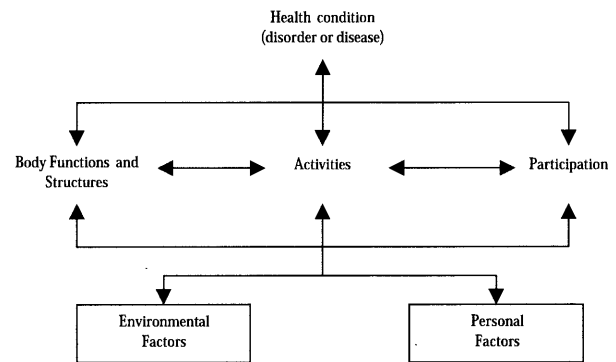 Health condition
(disorder or disease)
Body Functions and
Structures
Activities
Participation
Environmental
Factors
Personal
Factors